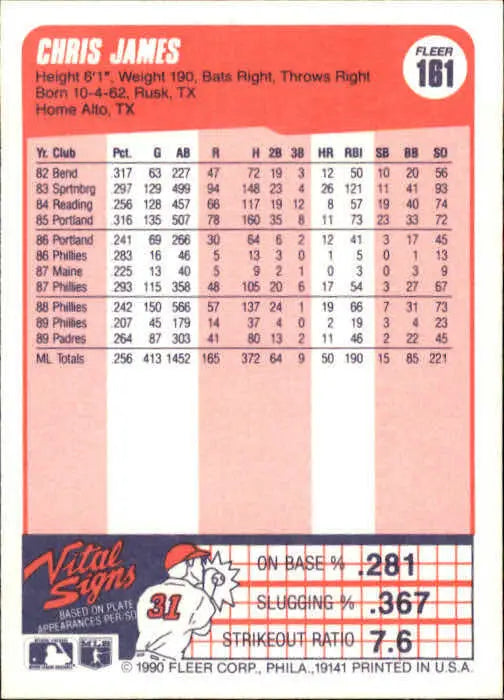 CHRIS JAMES
FLEER
161
Height 6'1", Weight 190, Bats Right, Throws Right
Born 10-4-62, Rusk, TX
Home Alto, TX
Yr. Club Pct. G AB R H 2B 3B HR RBI SB BB SO
82 Bend .317 63 227 47 72 19 3 12 50 10 20 56
83 Sprtnbrg .297 129 499 94 148 23 4 26 121 11 41 93
84 Reading .256 128 457 66 117 19 12 8 57 19 40 74
85 Portland .316 135 507 78 160 35 8 11 73 23 33 72
86 Portland .241 69 266 30 64 6 2 12 41 3 17 45
86 Phillies .283 16 46 5 13 3 0 1 5 0 1 13
87 Maine .225 13 40 5 9 2 1 0 3 0 3 9
87 Phillies .293 115 358 48 105 20 6 17 54 3 27 67
88 Phillies .242 150 566 57 137 24 1 19 66 7 31 73
89 Phillies .207 45 179 14 37 4 0 2 19 3 4 23
89 Padres .264 87 303 41 80 13 2 11 46 2 22 45
ML Totals .256 413 1452 165 372 64 9 50 190 15 85 221
Vital
Signs
BASED ON PLATE
APPEARANCES PER/SO
31
ON BASE % .281
SLUGGING % .367
STRIKEOUT RATIO 7.6
© 1990 FLEER CORP., PHILA., 19141 PRINTED IN U.S.A.